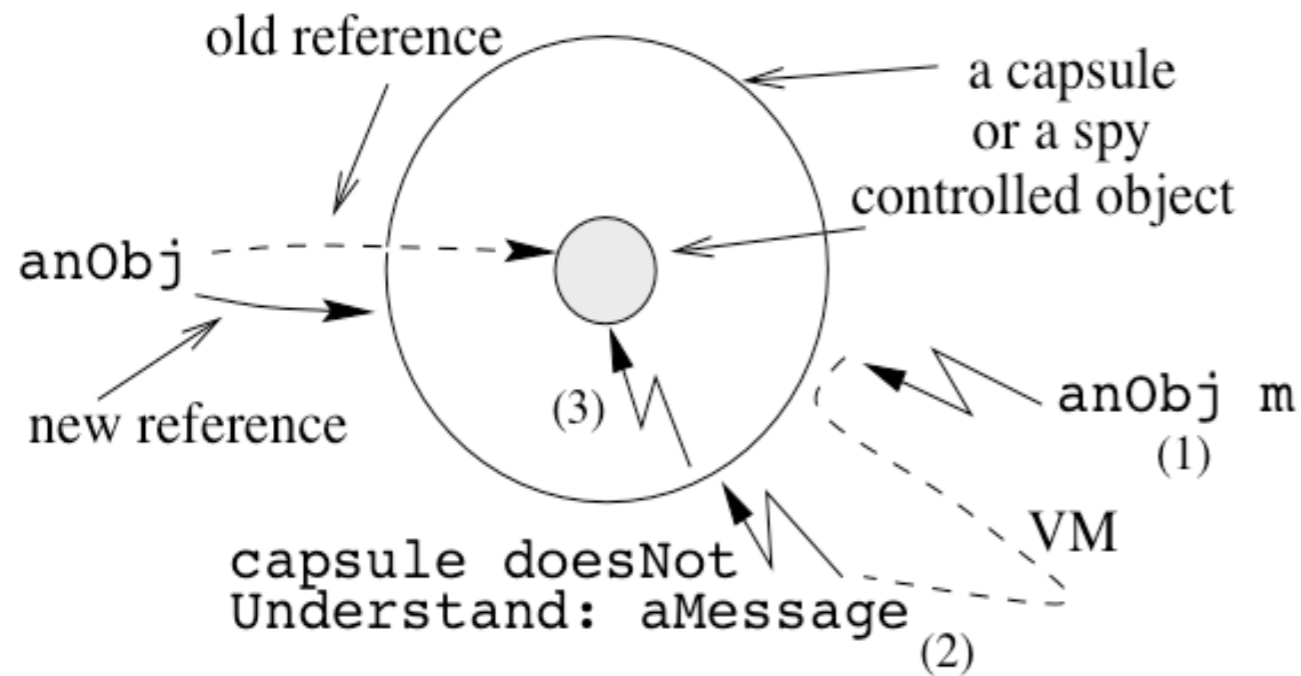 old reference
a capsule
or a spy
controlled object
anObj
new reference
(3)
anObj m
(1)
VM
capsule doesNot
Understand: aMessage
(2)